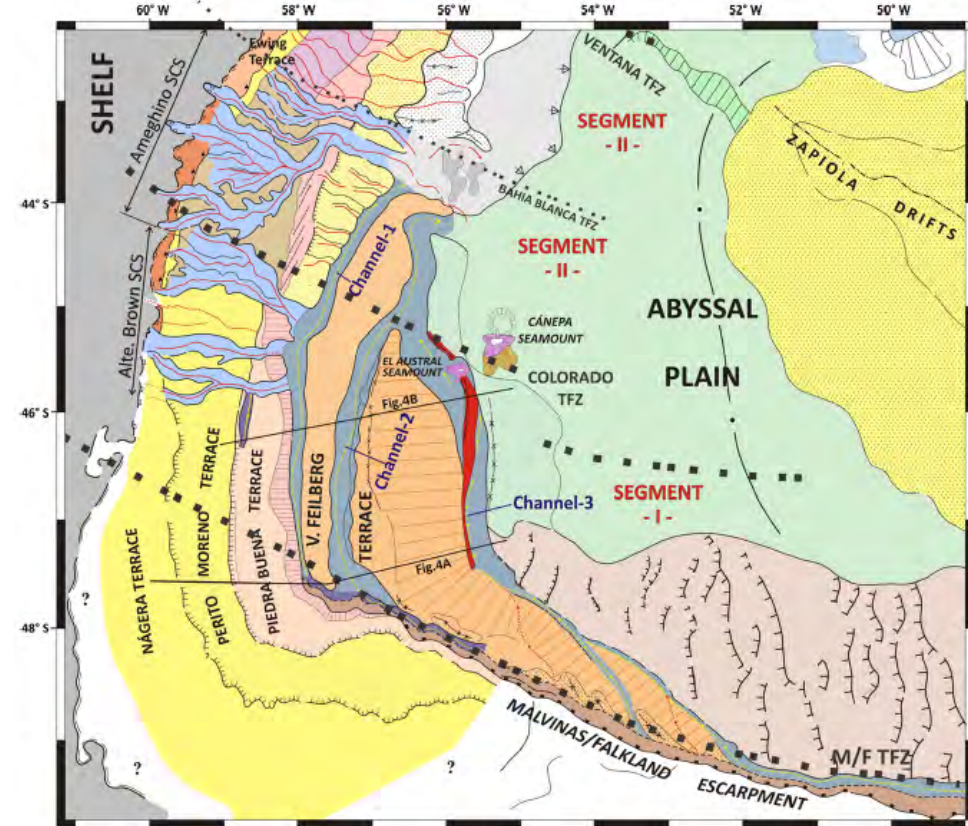 60°W
58°W
56°W
54°W
52°W
50°W
44°S
46°S
48°S
SHELF
Ameghino SCS
Alte. Brown SCS
Ewing
Terrace
VENTANA TFZ
SEGMENT
- II -
BAHIA BLANCA TFZ
ZAPIOLA
DRIFTS
SEGMENT
- II -
Channel-1
CÁNEPA
SEAMOUNT
EL AUSTRAL
SEAMOUNT
COLORADO
TFZ
ABYSSAL
PLAIN
Fig.4B
Channel-2
Channel-3
SEGMENT
- I -
NÁGERA TERRACE
PERITO MORENO TERRACE
PIEDRA BUENA TERRACE
V. FEILBERG
TERRACE
Fig.4A
?
?
?
MALVINAS/FALKLAND ESCARPMENT
M/F TFZ